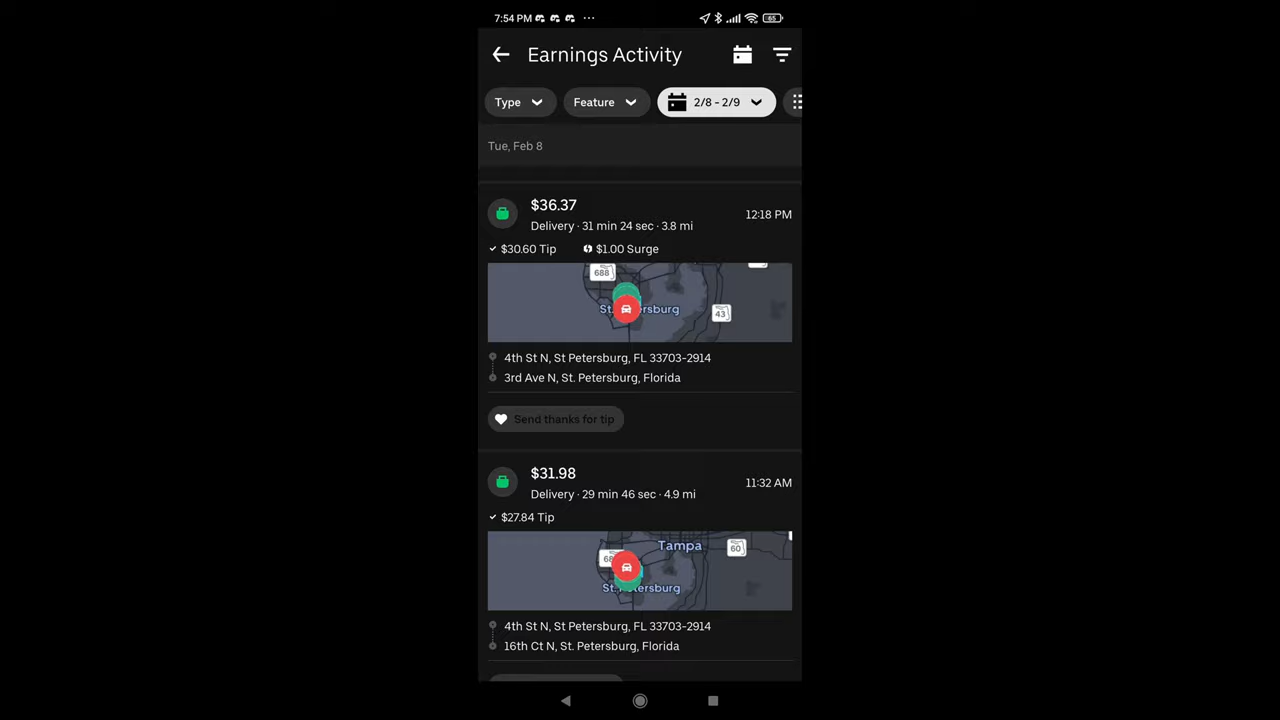 7:54 PM ··· 65
Earnings Activity
Type Feature 2/8 - 2/9
Tue, Feb 8
$36.37
Delivery · 31 min 24 sec · 3.8 mi
12:18 PM
$30.60 Tip $1.00 Surge
688
St. Petersburg
43
4th St N, St Petersburg, FL 33703-2914
3rd Ave N, St. Petersburg, Florida
Send thanks for tip
$31.98
Delivery · 29 min 46 sec · 4.9 mi
11:32 AM
$27.84 Tip
Tampa
60
St. Petersburg
4th St N, St Petersburg, FL 33703-2914
16th Ct N, St. Petersburg, Florida